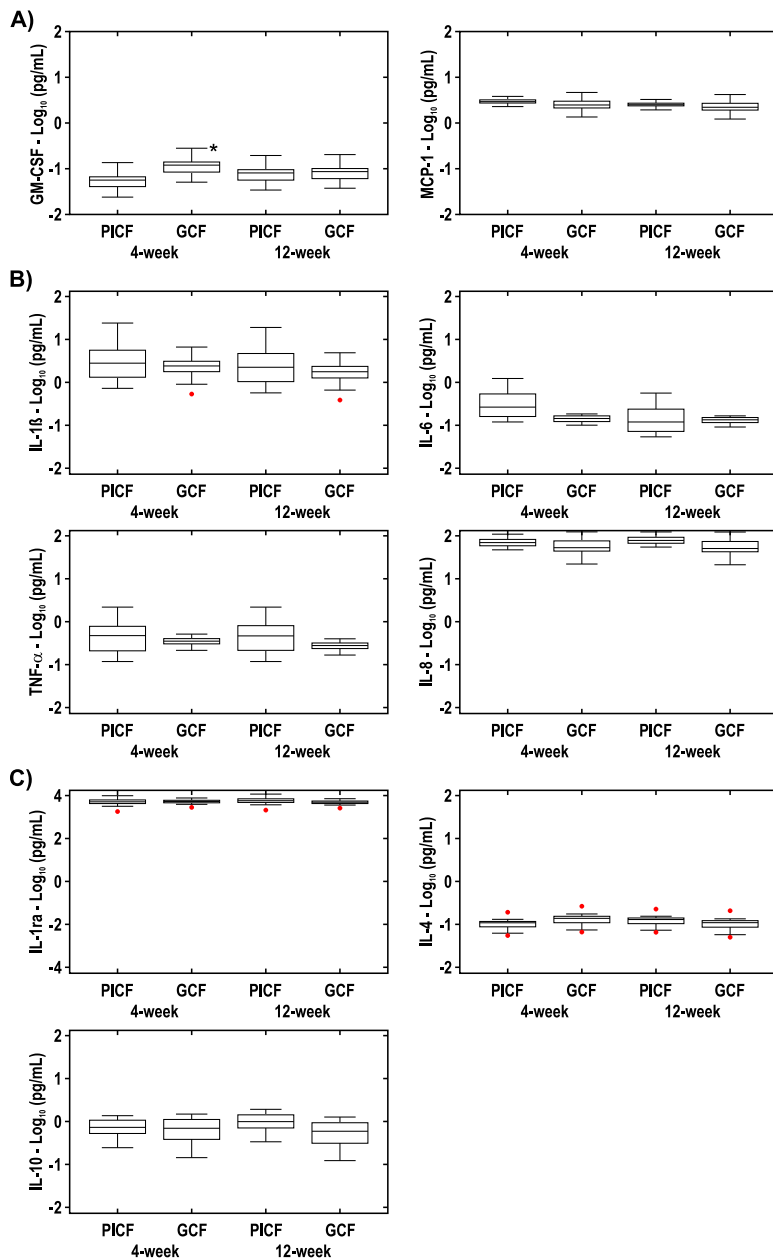 A)
GM-CSF - Log₁₀ (pg/mL)
2
1
0
-1
-2
*
PICF GCF PICF GCF
4-week 12-week
MCP-1 - Log₁₀ (pg/mL)
2
1
0
-1
-2
PICF GCF PICF GCF
4-week 12-week
B)
IL-1ß - Log₁₀ (pg/mL)
2
1
0
-1
-2
PICF GCF PICF GCF
4-week 12-week
IL-6 - Log₁₀ (pg/mL)
2
1
0
-1
-2
PICF GCF PICF GCF
4-week 12-week
TNF-α - Log₁₀ (pg/mL)
2
1
0
-1
-2
PICF GCF PICF GCF
4-week 12-week
IL-8 - Log₁₀ (pg/mL)
2
1
0
-1
-2
PICF GCF PICF GCF
4-week 12-week
C)
IL-1ra - Log₁₀ (pg/mL)
4
2
0
-2
-4
PICF GCF PICF GCF
4-week 12-week
IL-4 - Log₁₀ (pg/mL)
2
1
0
-1
-2
PICF GCF PICF GCF
4-week 12-week
IL-10 - Log₁₀ (pg/mL)
2
1
0
-1
-2
PICF GCF PICF GCF
4-week 12-week